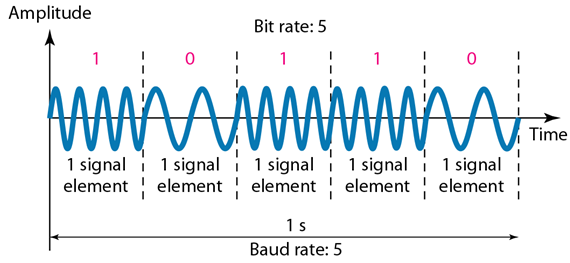 Amplitude
Bit rate: 5
1 0 1 1 0
Time
1 signal element
1 signal element
1 signal element
1 signal element
1 signal element
1 s
Baud rate: 5